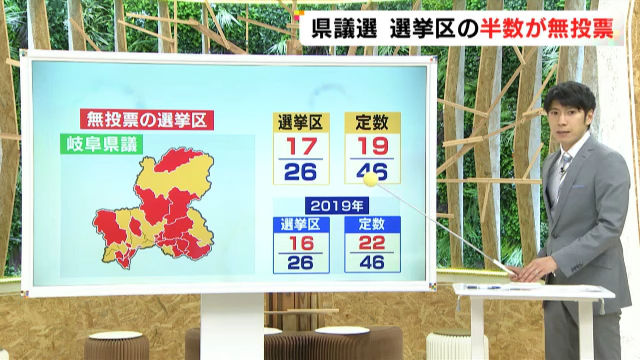 県議選 選挙区の半数が無投票
無投票の選挙区
岐阜県議
選挙区 定数
17 19
26 46
2019年
選挙区 定数
16 22
26 46